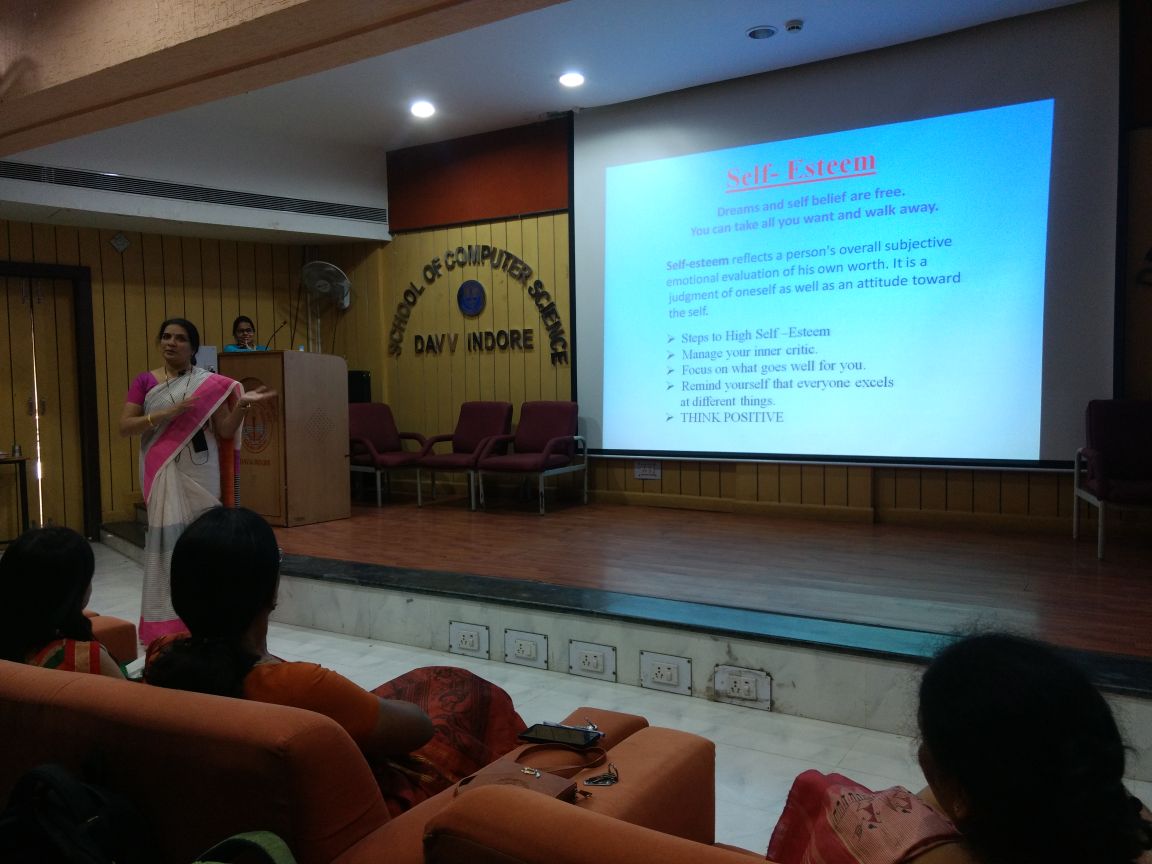 SCHOOL OF COMPUTER SCIENCE
DAVV INDORE
Self- Esteem
Dreams and self belief are free.
You can take all you want and walk away.
Self-esteem reflects a person's overall subjective
emotional evaluation of his own worth. It is a
judgment of oneself as well as an attitude toward
the self.
➢ Steps to High Self –Esteem
➢ Manage your inner critic.
➢ Focus on what goes well for you.
➢ Remind yourself that everyone excels
at different things.
➢ THINK POSITIVE